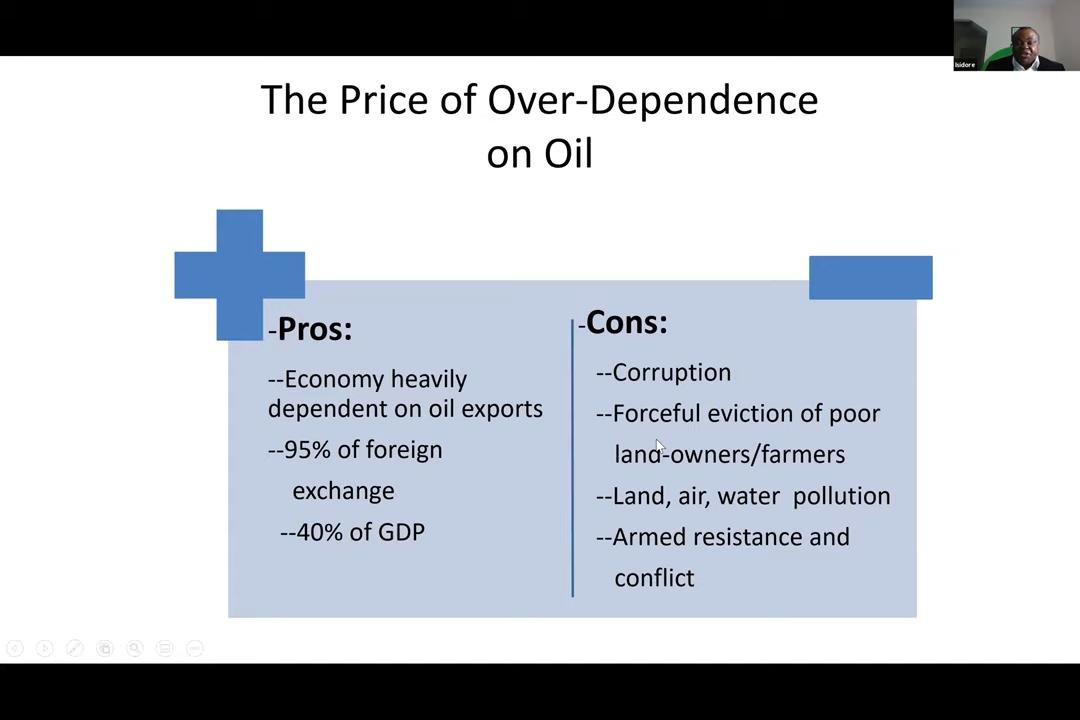 Isidore
The Price of Over-Dependence
on Oil
-Pros:
--Economy heavily
dependent on oil exports
--95% of foreign
exchange
--40% of GDP
-Cons:
--Corruption
--Forceful eviction of poor
land-owners/farmers
--Land, air, water  pollution
--Armed resistance and
conflict